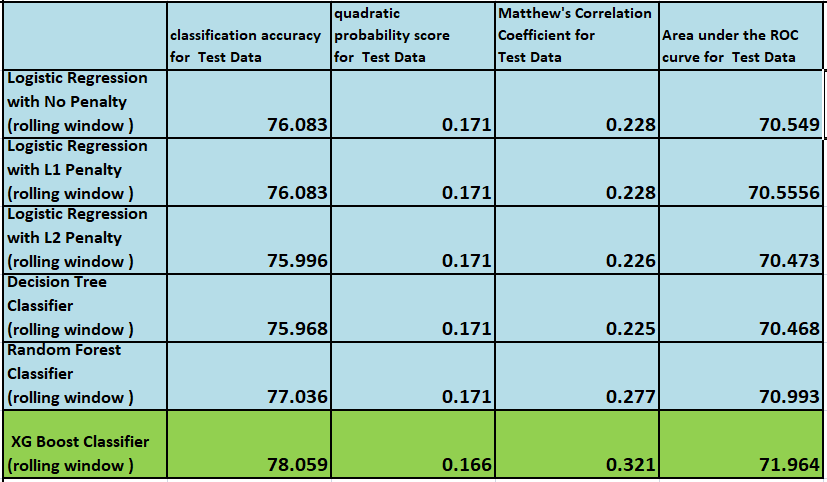 classification accuracy
for Test Data
quadratic
probability score
for Test Data
Matthew's Correlation
Coefficient for
Test Data
Area under the ROC
curve for Test Data
Logistic Regression
with No Penalty
(rolling window )
76.083
0.171
0.228
70.549
Logistic Regression
with L1 Penalty
(rolling window )
76.083
0.171
0.228
70.5556
Logistic Regression
with L2 Penalty
(rolling window )
75.996
0.171
0.226
70.473
Decision Tree
Classifier
(rolling window )
75.968
0.171
0.225
70.468
Random Forest
Classifier
(rolling window )
77.036
0.171
0.277
70.993
XG Boost Classifier
(rolling window )
78.059
0.166
0.321
71.964